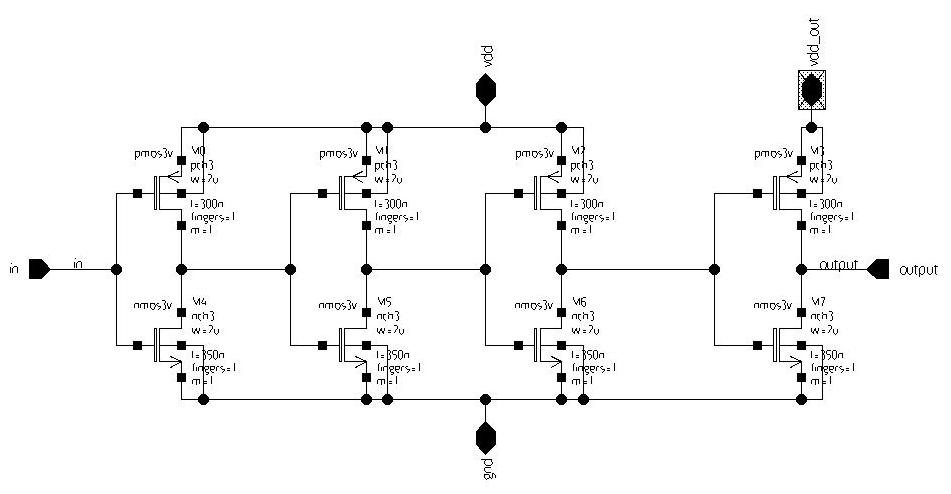 vdd
vdd_out
pmos3v M0
pch3
w=2u
l=300n
fingers=1
m=1
pmos3v M1
pch3
w=2u
l=300n
fingers=1
m=1
pmos3v M2
pch3
w=2u
l=300n
fingers=1
m=1
pmos3v M3
pch3
w=2u
l=300n
fingers=1
m=1
in
in
output
output
nmos3v M4
nch3
w=2u
l=350n
fingers=1
m=1
nmos3v M5
nch3
w=2u
l=350n
fingers=1
m=1
nmos3v M6
nch3
w=2u
l=350n
fingers=1
m=1
nmos3v M7
nch3
w=2u
l=350n
fingers=1
m=1
gnd